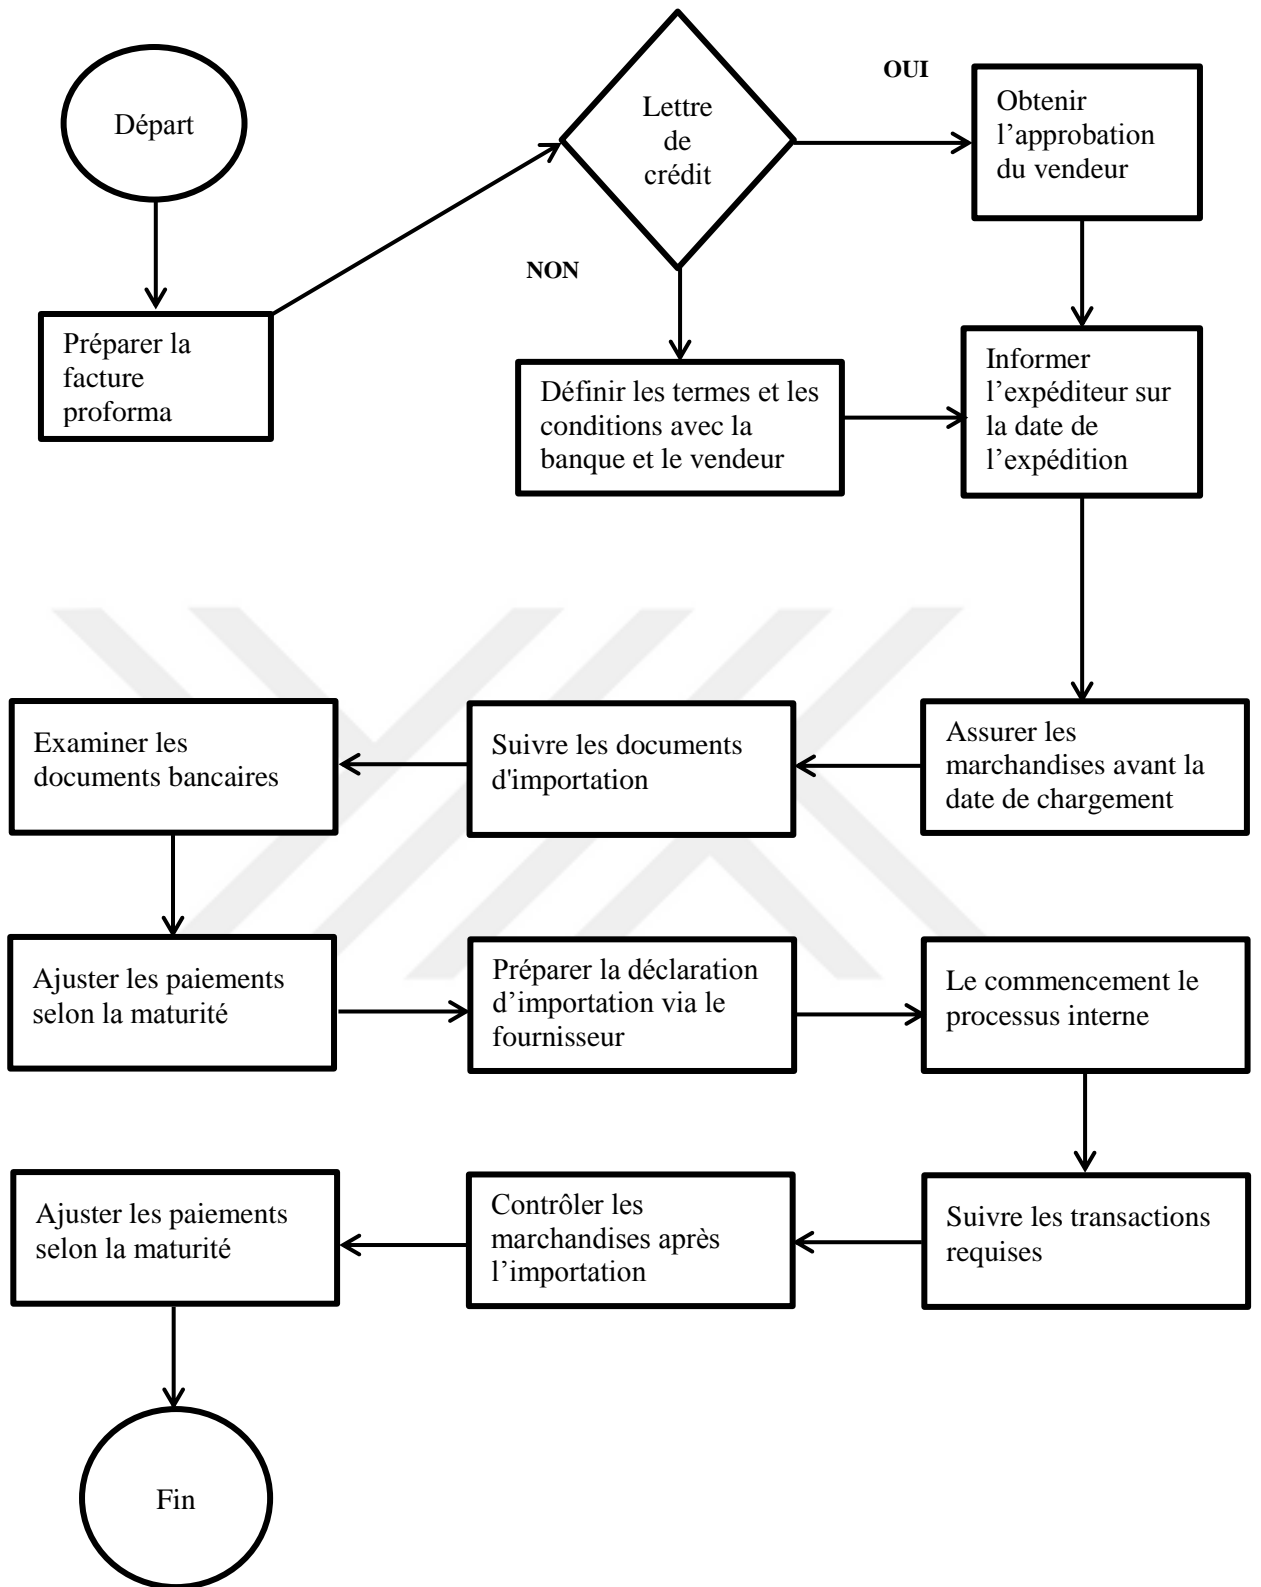 Départ
Lettre
de
crédit
OUI
Obtenir
l’approbation
du vendeur
NON
Préparer la
facture
proforma
Définir les termes et les
conditions avec la
banque et le vendeur
Informer
l’expéditeur sur
la date de
l’expédition
Examiner les
documents bancaires
Suivre les documents
d'importation
Assurer les
marchandises avant la
date de chargement
Ajuster les paiements
selon la maturité
Préparer la déclaration
d’importation via le
fournisseur
Le commencement le
processus interne
Ajuster les paiements
selon la maturité
Contrôler les
marchandises après
l’importation
Suivre les transactions
requises
Fin